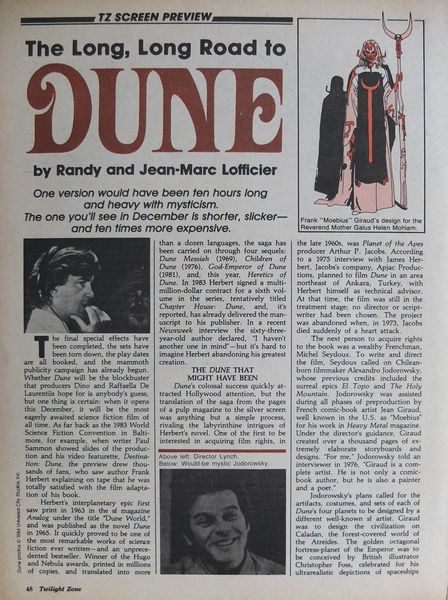 TZ SCREEN PREVIEW
The Long, Long Road to
DUNE
by Randy and Jean-Marc Lofficier
One version would have been ten hours long
and heavy with mysticism.
The one you'll see in December is shorter, slicker—
and ten times more expensive.
Frank "Moebius" Giraud's design for the
Reverend Mother Gaius Helen Mohiam.
The final special effects have
been completed, the sets have
been torn down, the play dates
are all booked, and the mammoth
publicity campaign has already begun.
Whether Dune will be the blockbuster
that producers Dino and Raffaella De
Laurentiis hope for is anybody's guess,
but one thing is certain: when it opens
this December, it will be the most
eagerly awaited science fiction film of
all time. As far back as the 1983 World
Science Fiction Convention in Balti-
more, for example, when writer Paul
Sammon showed slides of the produc-
tion and his video featurette, Destina-
tion: Dune, the preview drew thou-
sands of fans, who saw author Frank
Herbert explaining on tape that he was
totally satisfied with the film adapta-
tion of his book.
Herbert's interplanetary epic first
saw print in 1963 in the sf magazine
Analog under the title "Dune World,"
and was published as the novel Dune
in 1965. It quickly proved to be one of
the most remarkable works of science
fiction ever written—and an unprece-
dented bestseller. Winner of the Hugo
and Nebula awards, printed in millions
of copies, and translated into more
than a dozen languages, the saga has
been carried on through four sequels:
Dune Messiah (1969), Children of
Dune (1976), God-Emperor of Dune
(1981), and, this year, Heretics of
Dune. In 1983 Herbert signed a multi-
million-dollar contract for a sixth vol-
ume in the series, tentatively titled
Chapter House: Dune, and, it's
reported, has already delivered the man-
uscript to his publisher. In a recent
Newsweek interview the sixty-three-
year-old author declared, "I haven't
another one in mind"—but it's hard to
imagine Herbert abandoning his greatest
creation.
THE DUNE THAT
MIGHT HAVE BEEN
Dune's colossal success quickly at-
tracted Hollywood attention, but the
translation of the saga from the pages
of a pulp magazine to the silver screen
was anything but a simple process,
rivaling the labyrinthine intrigues of
Herbert's novel. One of the first to be
interested in acquiring film rights, in
Above left: Director Lynch.
Below: Would-be mystic Jodorowsky.
the late 1960s, was Planet of the Apes
producer Arthur P. Jacobs. According
to a 1975 interview with James Her-
bert, Jacobs's company, Apjac Produc-
tions, planned to film Dune in an area
northeast of Ankara, Turkey, with
Herbert himself as technical advisor.
At that time, the film was still in the
treatment stage; no director or script-
writer had been chosen. The project
was abandoned when, in 1973, Jacobs
died suddenly of a heart attack.
The next person to acquire rights
to the book was a wealthy Frenchman,
Michel Seydoux. To write and direct
the film, Seydoux called on Chilean-
born filmmaker Alexandro Jodorowsky,
whose previous credits included the
surreal epics El Topo and The Holy
Mountain. Jodorowsky was assisted
during all phases of preproduction by
French comic-book artist Jean Giraud,
well known in the U.S. as "Moebius"
for his work in Heavy Metal magazine.
Under the director's guidance, Giraud
created over a thousand pages of ex-
tremely elaborate storyboards and
designs. "For me," Jodorowsky told an
interviewer in 1976, "Giraud is a com-
plete artist. He is not only a comic-
book author, but he is also a painter
and a poet."
Jodorowsky's plans called for the
artifacts, costumes, and sets of each of
Dune's four planets to be designed by a
different well-known sf artist. Giraud
was to design the civilization on
Caladan, the forest-covered world of
the Atreides. The golden octagonal
fortress-planet of the Emperor was to
be conceived by British illustrator
Christopher Foss, celebrated for his
ultrarealistic depictions of spaceships
Dune photos © 1984 Universal City Studios, Inc.
48 Twilight Zone